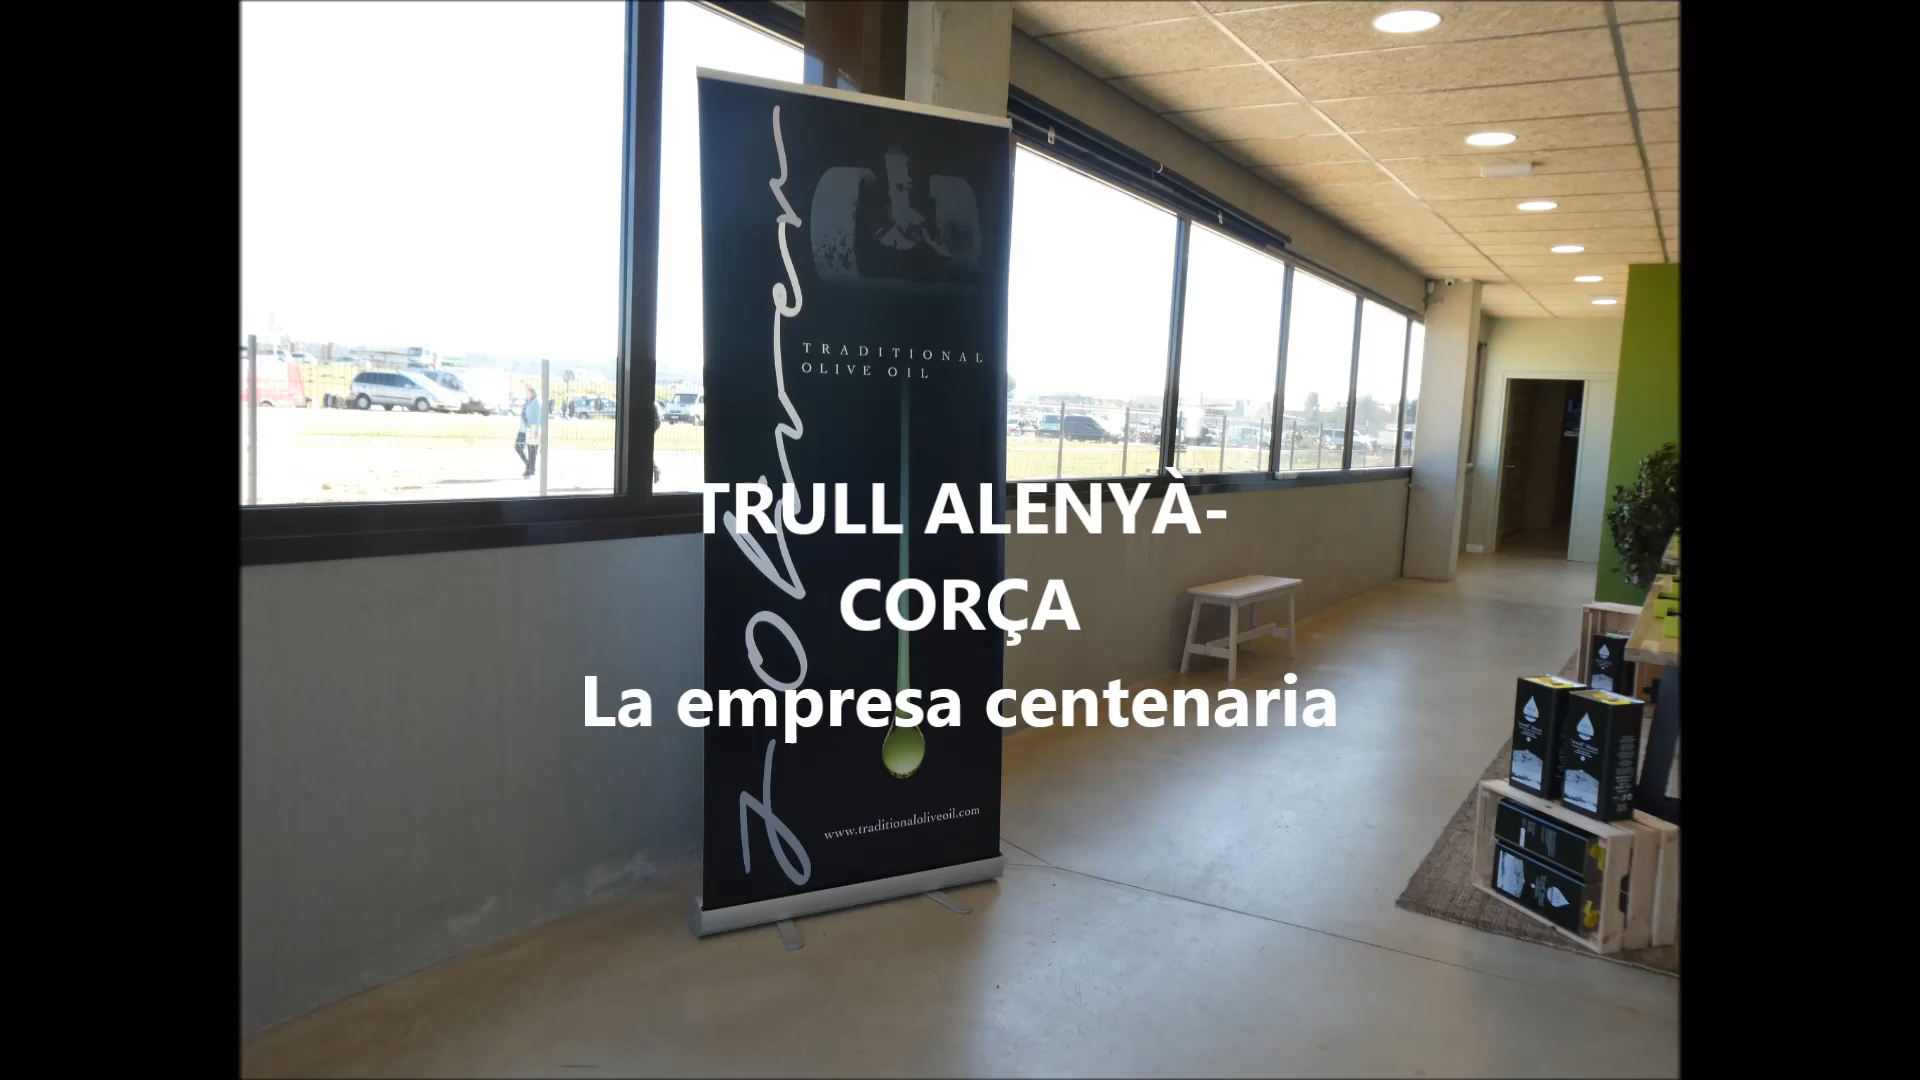 TRADITIONAL
OLIVE OIL
TRULL ALENYÀ-
CORÇA
La empresa centenaria
www.traditionaloliveoil.com